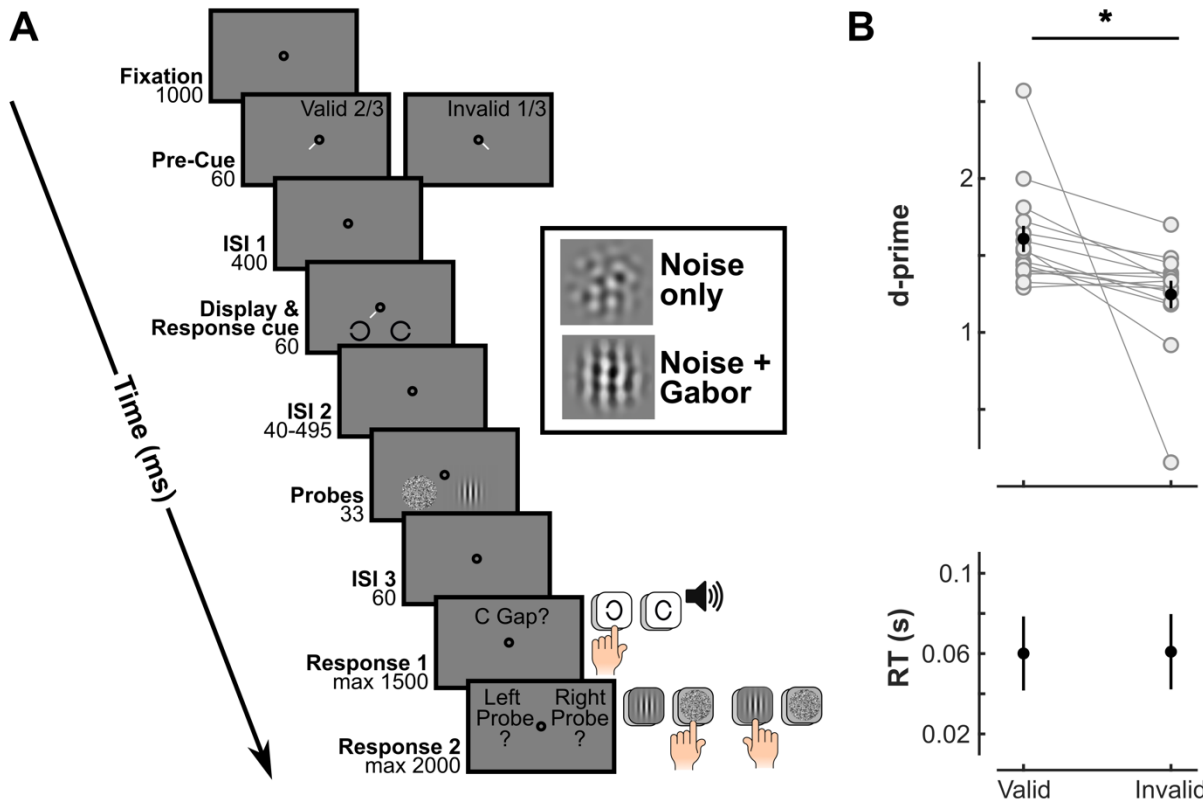 A
Fixation
1000
Valid 2/3
Invalid 1/3
Pre-Cue
60
ISI 1
400
Display &
Response cue
60
ISI 2
40-495
Probes
33
ISI 3
60
C Gap?
Response 1
max 1500
Left
Probe
?
Right
Probe
?
Response 2
max 2000
Time (ms)
Noise
only
Noise +
Gabor
B
*
2
1
d-prime
0.1
0.06
0.02
RT (s)
Valid
Invalid